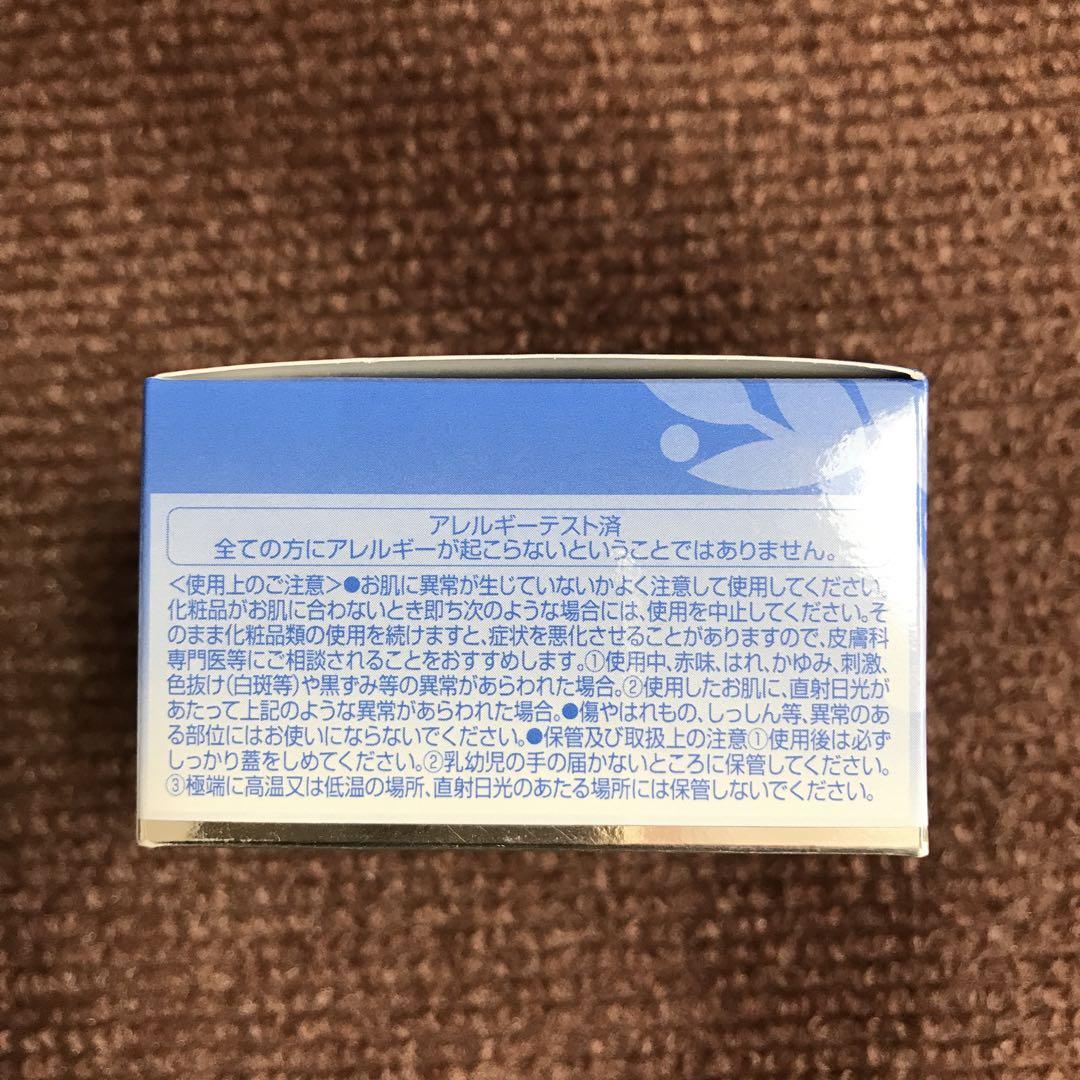 アレルギーテスト済
全ての方にアレルギーが起こらないということではありません。
<使用上のご注意>●お肌に異常が生じていないかよく注意して使用してください。
化粧品がお肌に合わないとき即ち次のような場合には、使用を中止してください。そ
のまま化粧品類の使用を続けますと、症状を悪化させることがありますので、皮膚科
専門医等にご相談されることをおすすめします。①使用中、赤味、はれ、かゆみ、刺激、
色抜け(白斑等)や黒ずみ等の異常があらわれた場合。②使用したお肌に、直射日光が
あたって上記のような異常があらわれた場合。●傷やはれもの、しっしん等、異常のあ
る部位にはお使いにならないでください。●保管及び取扱上の注意①使用後は必ず
しっかり蓋をしめてください。②乳幼児の手の届かないところに保管してください。
③極端に高温又は低温の場所、直射日光のあたる場所には保管しないでください。